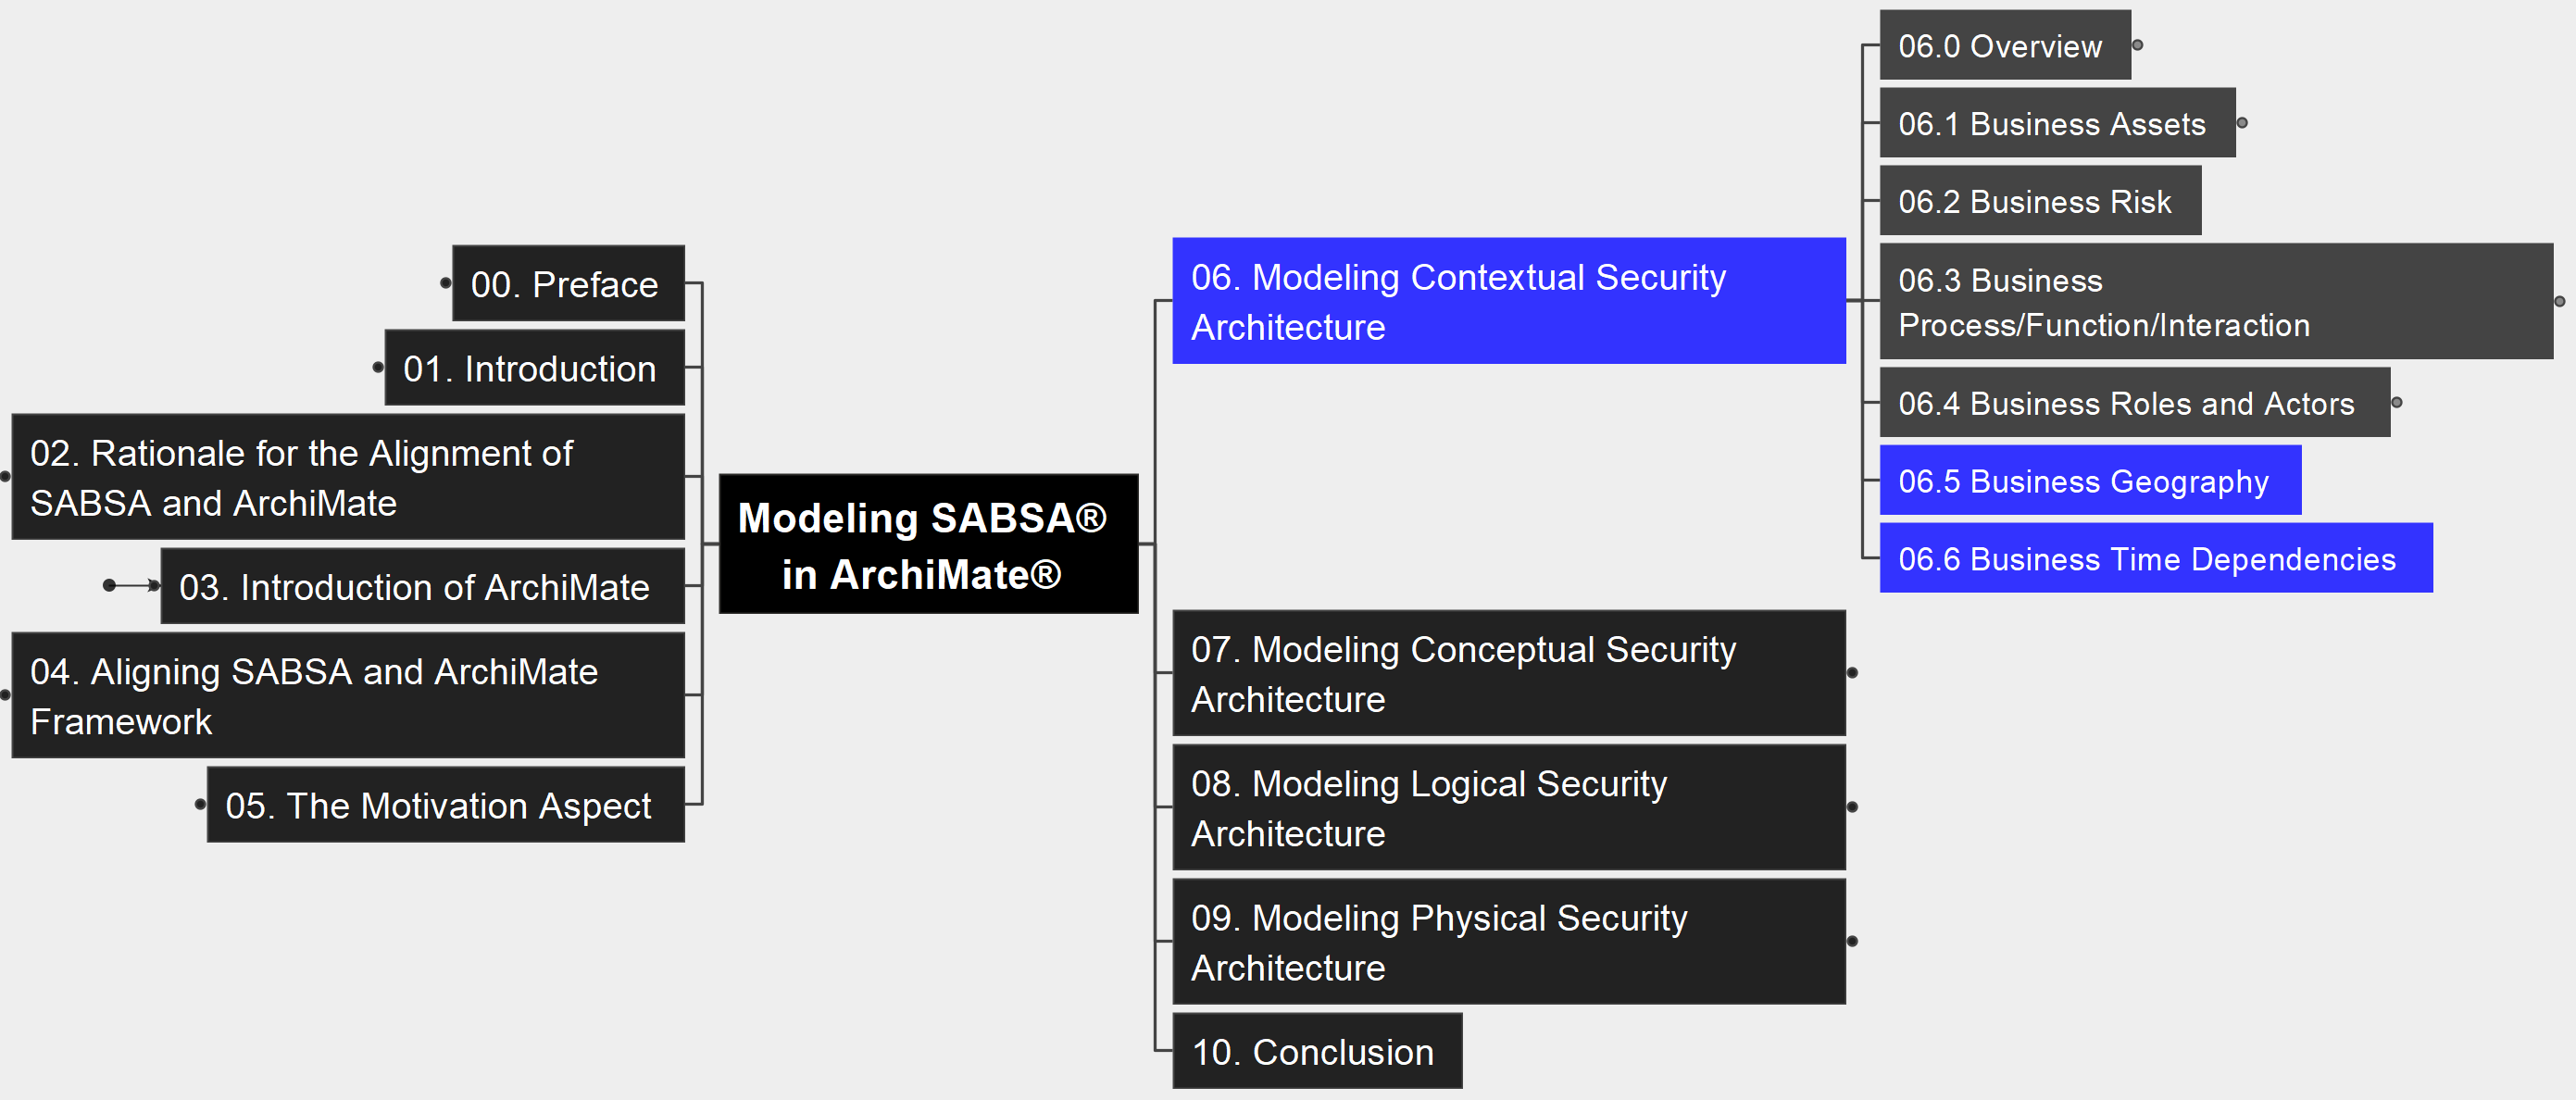 00. Preface
01. Introduction
02. Rationale for the Alignment of
SABSA and ArchiMate
03. Introduction of ArchiMate
04. Aligning SABSA and ArchiMate
Framework
05. The Motivation Aspect
Modeling SABSA®
in ArchiMate®
06. Modeling Contextual Security
Architecture
06.0 Overview
06.1 Business Assets
06.2 Business Risk
06.3 Business
Process/Function/Interaction
06.4 Business Roles and Actors
06.5 Business Geography
06.6 Business Time Dependencies
07. Modeling Conceptual Security
Architecture
08. Modeling Logical Security
Architecture
09. Modeling Physical Security
Architecture
10. Conclusion